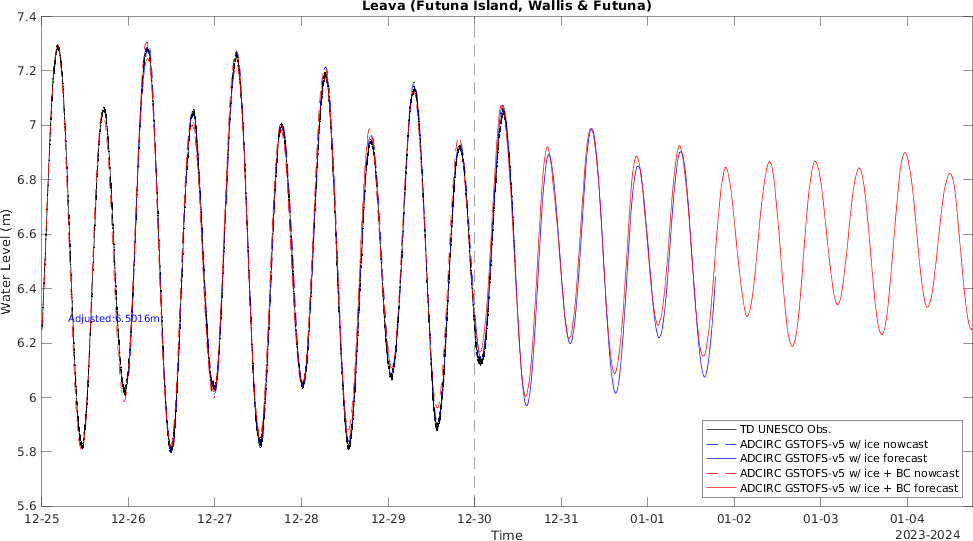 Leava (Futuna Island, Wallis & Futuna)
7.4
7.2
7
6.8
6.6
6.4
6.2
6
5.8
5.6
Water Level (m)
Adjusted:6.5016m
TD UNESCO Obs.
ADCIRC GSTOFS-v5 w/ ice nowcast
ADCIRC GSTOFS-v5 w/ ice forecast
ADCIRC GSTOFS-v5 w/ ice + BC nowcast
ADCIRC GSTOFS-v5 w/ ice + BC forecast
12-25 12-26 12-27 12-28 12-29 12-30 12-31 01-01 01-02 01-03 01-04
Time
2023-2024